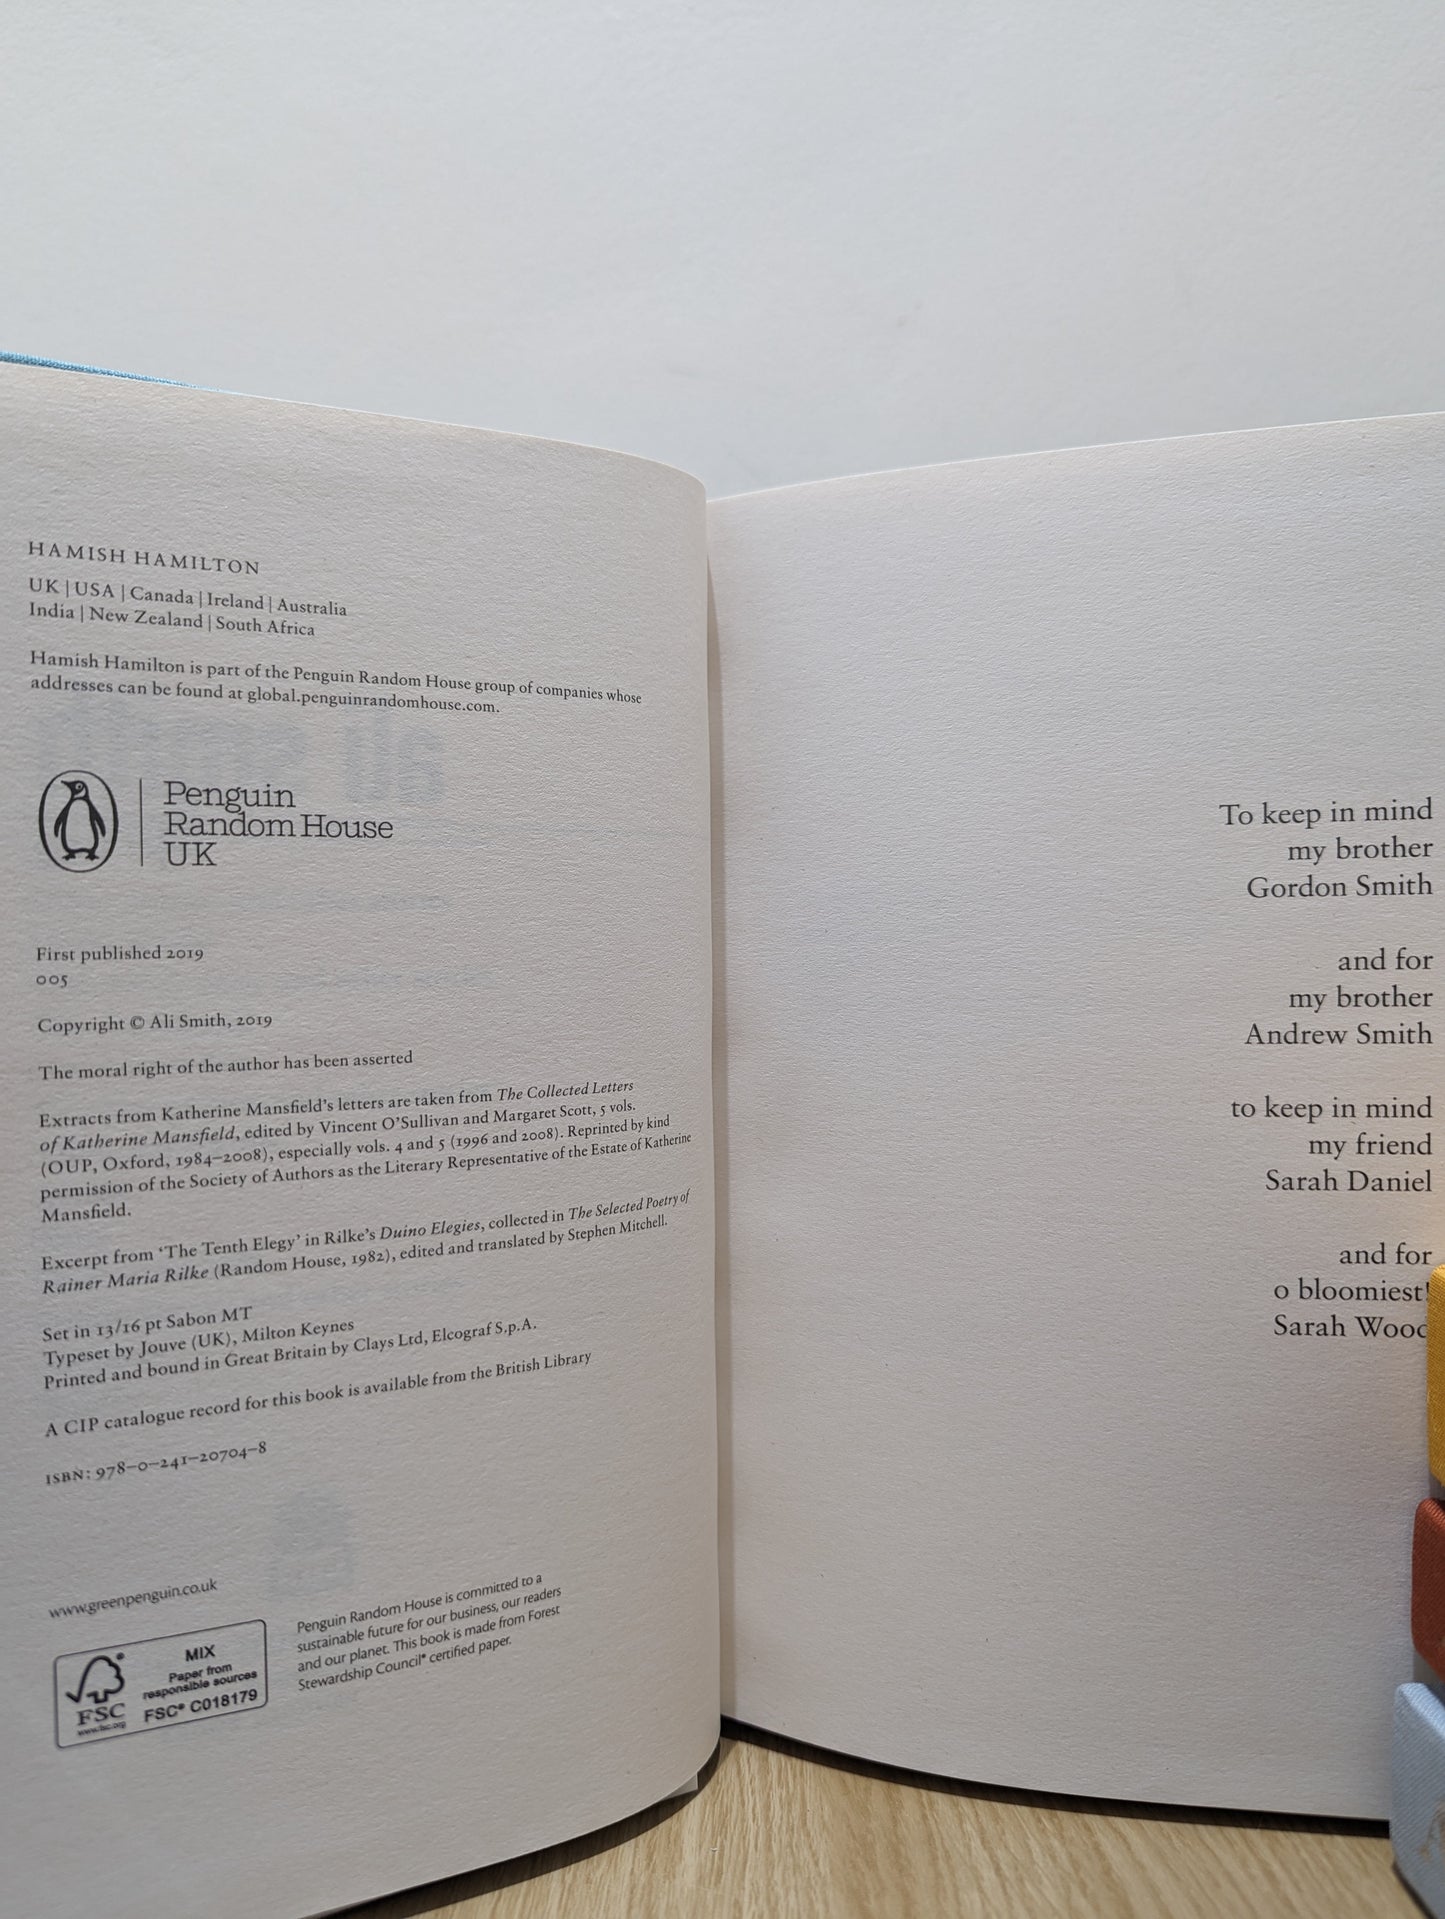 HAMISH HAMILTON
UK | USA | Canada | Ireland | Australia
India | New Zealand | South Africa
Hamish Hamilton is part of the Penguin Random House group of companies whose
addresses can be found at global.penguinrandomhouse.com.
Penguin
Random House
UK
First published 2019
005
Copyright © Ali Smith, 2019
The moral right of the author has been asserted
Extracts from Katherine Mansfield’s letters are taken from The Collected Letters
of Katherine Mansfield, edited by Vincent O’Sullivan and Margaret Scott, 5 vols.
(OUP, Oxford, 1984–2008), especially vols. 4 and 5 (1996 and 2008). Reprinted by kind
permission of the Society of Authors as the Literary Representative of the Estate of Katherine
Mansfield.
Excerpt from ‘The Tenth Elegy’ in Rilke’s Duino Elegies, collected in The Selected Poetry of
Rainer Maria Rilke (Random House, 1982), edited and translated by Stephen Mitchell.
Set in 13/16 pt Sabon MT
Typeset by Jouve (UK), Milton Keynes
Printed and bound in Great Britain by Clays Ltd, Elcograf S.p.A.
A CIP catalogue record for this book is available from the British Library
ISBN: 978–0–241–20704–8
www.greenpenguin.co.uk
MIX
Paper from
responsible sources
FSC® C018179
FSC
www.fsc.org
Penguin Random House is committed to a
sustainable future for our business, our readers
and our planet. This book is made from Forest
Stewardship Council® certified paper.
To keep in mind
my brother
Gordon Smith
and for
my brother
Andrew Smith
to keep in mind
my friend
Sarah Daniel
and for
o bloomiest!
Sarah Wood